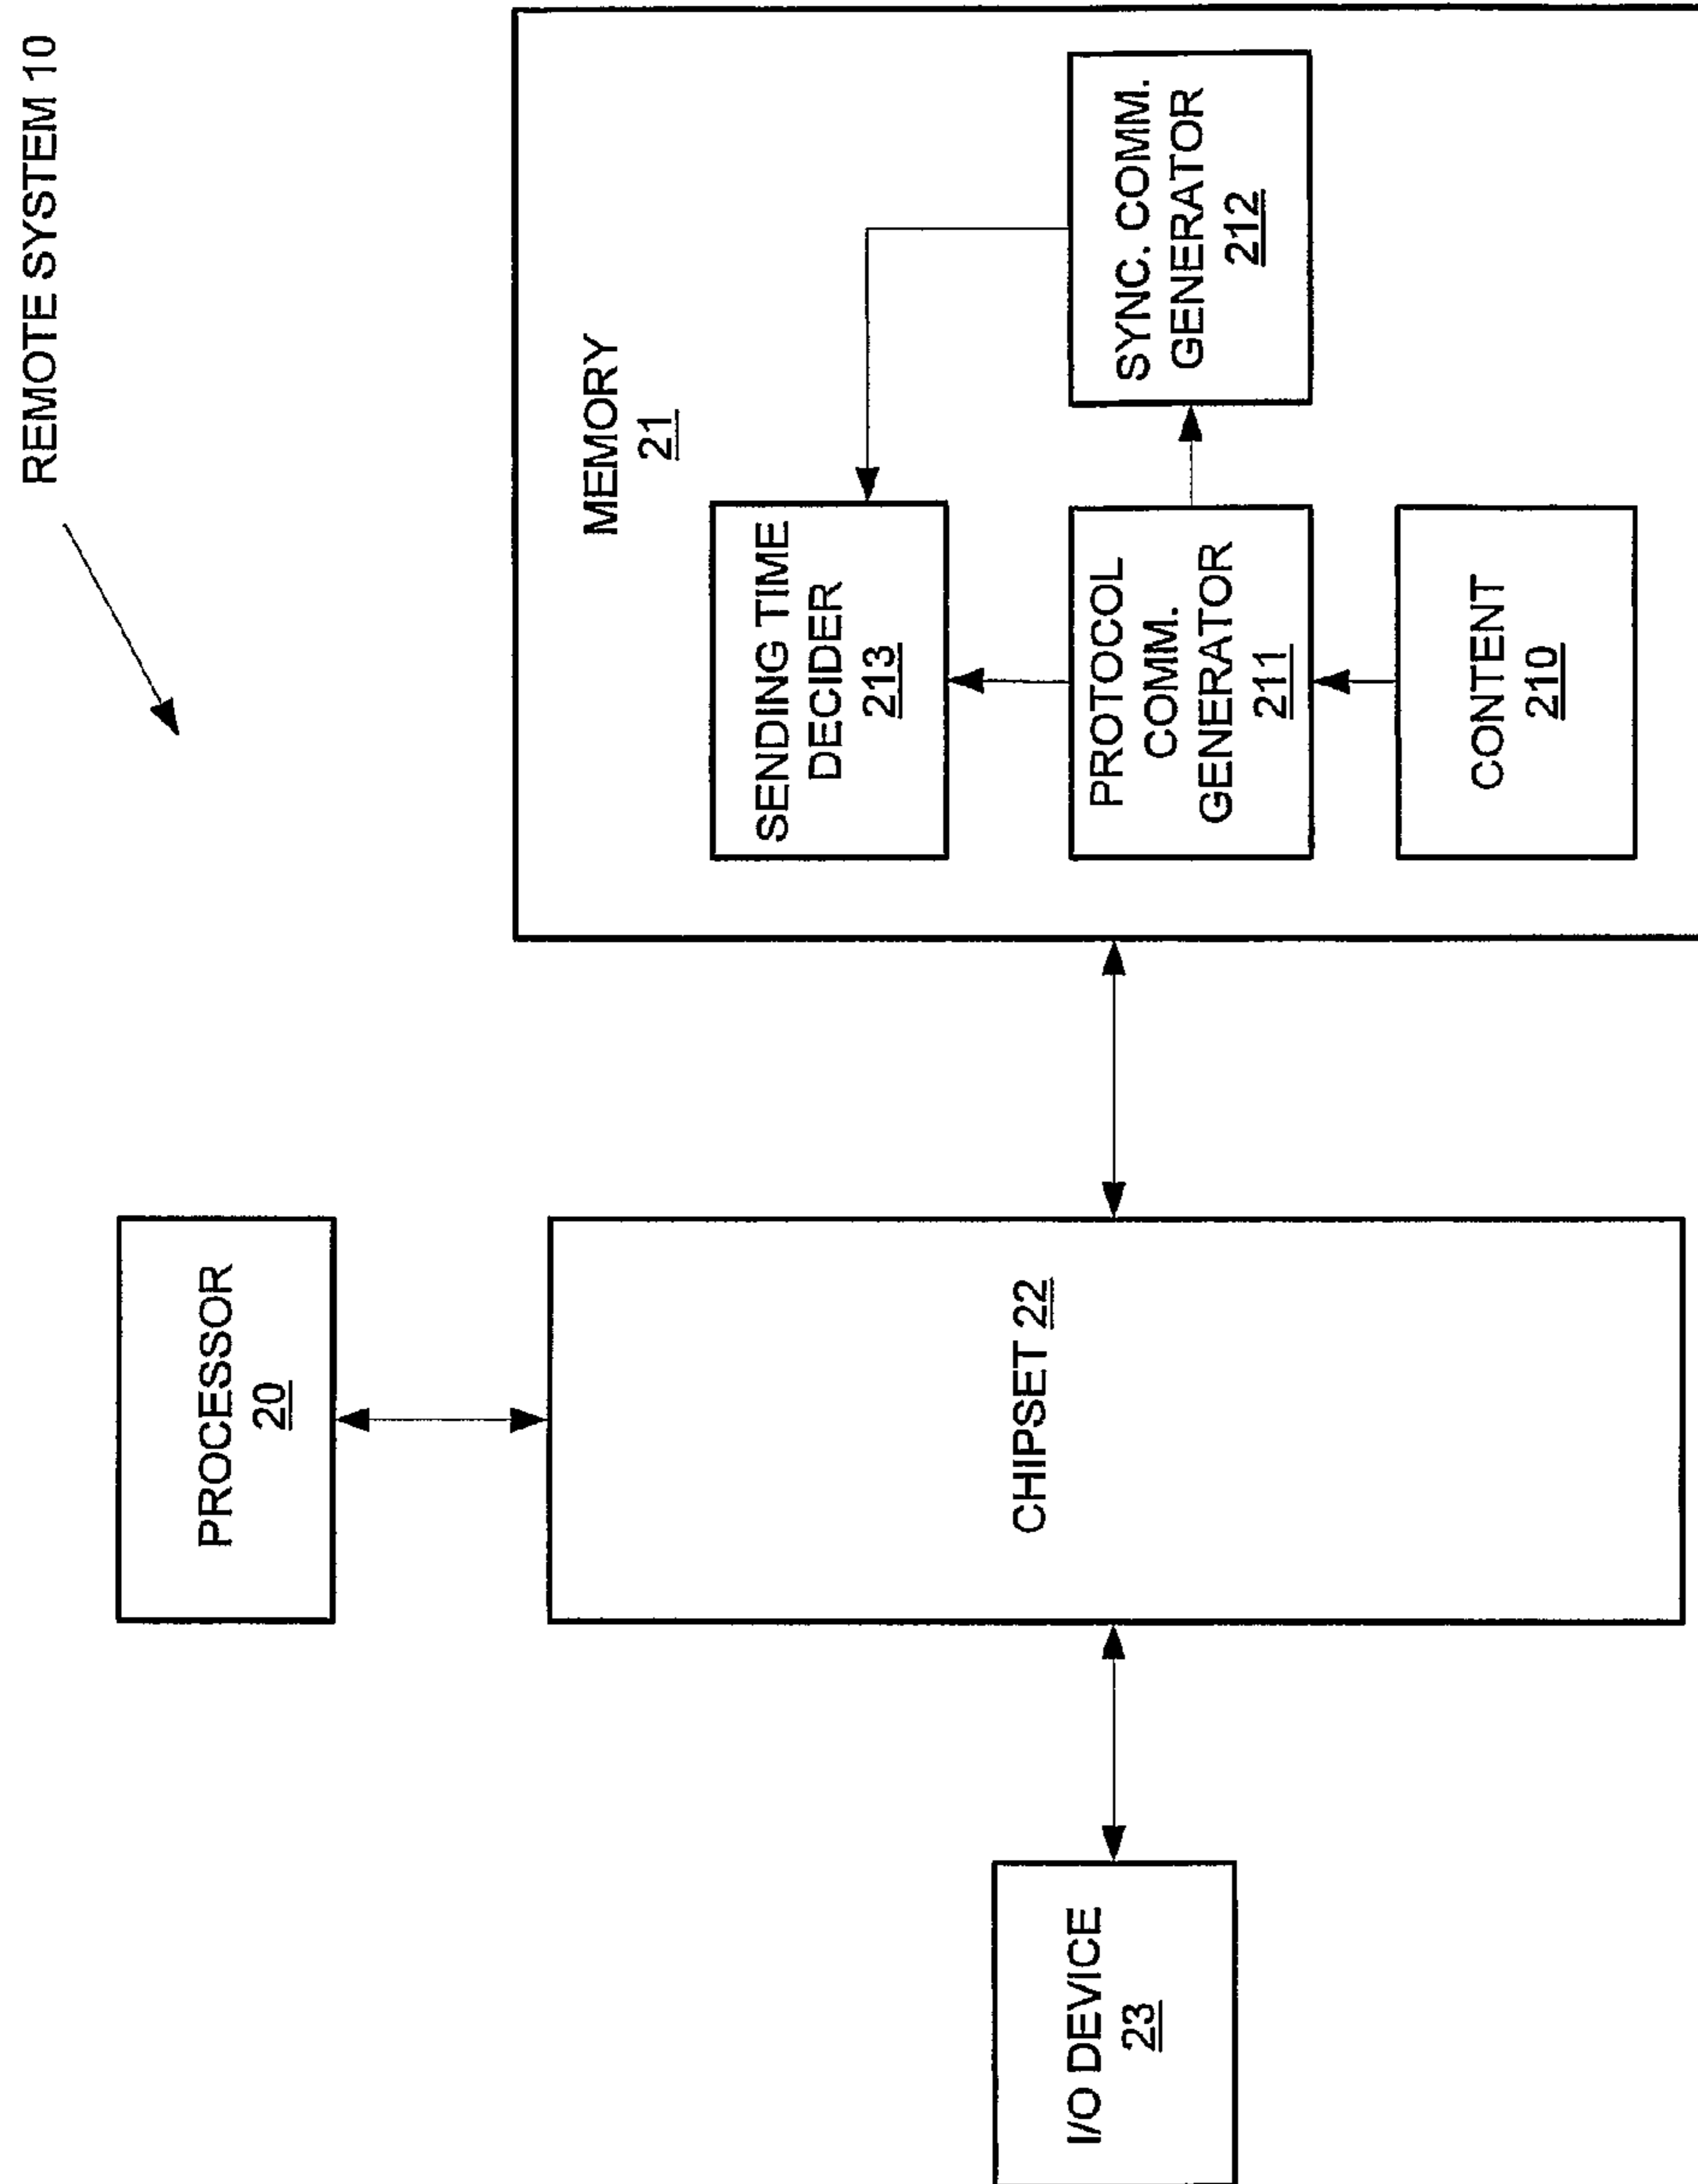 REMOTE SYSTEM 10
PROCESSOR
20
MEMORY
21
SENDING TIME
DECIDER
213
PROTOCOL
COMM.
GENERATOR
211
SYNC. COMM.
GENERATOR
212
CONTENT
210
CHIPSET 22
I/O DEVICE
23